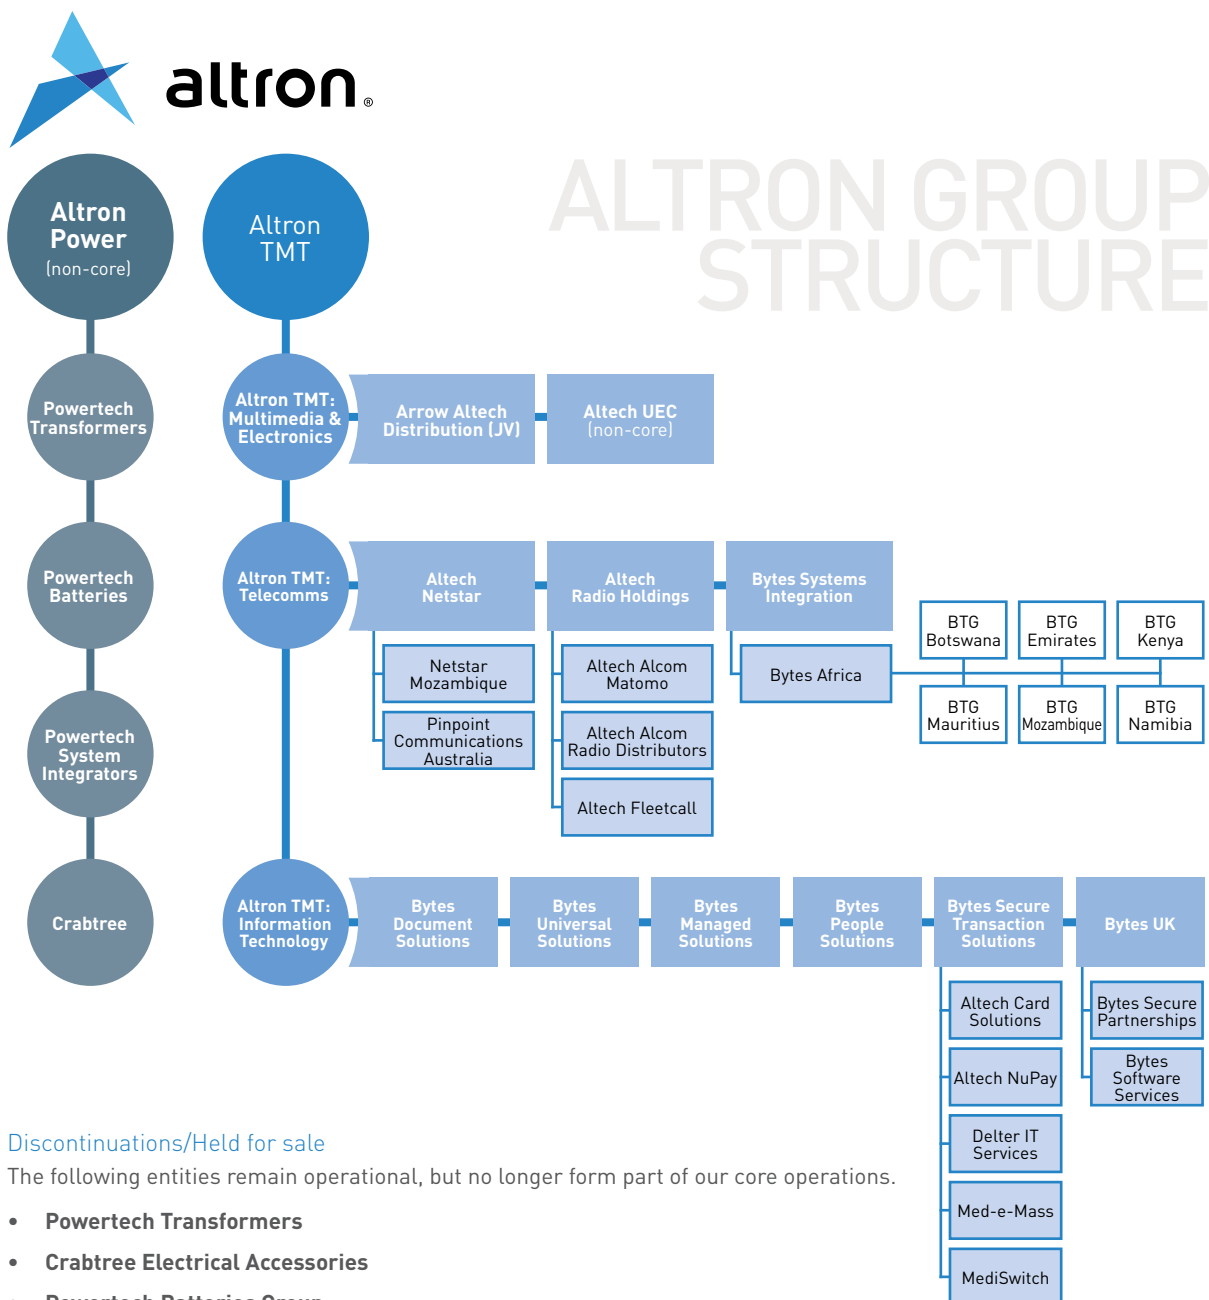 altron®
ALTRON GROUP
STRUCTURE
Altron
Power
(non-core)
Altron
TMT
Powertech
Transformers
Powertech
Batteries
Powertech
System
Integrators
Crabtree
Altron TMT:
Multimedia &
Electronics
Arrow Altech
Distribution (JV)
Altech UEC
(non-core)
Altron TMT:
Telecomms
Altech
Netstar
Netstar
Mozambique
Pinpoint
Communications
Australia
Altech
Radio Holdings
Altech Alcom
Matomo
Altech Alcom
Radio Distributors
Altech Fleetcall
Bytes Systems
Integration
Bytes Africa
BTG
Botswana
BTG
Emirates
BTG
Kenya
BTG
Mauritius
BTG
Mozambique
BTG
Namibia
Altron TMT:
Information
Technology
Bytes
Document
Solutions
Bytes
Universal
Solutions
Bytes
Managed
Solutions
Bytes
People
Solutions
Bytes Secure
Transaction
Solutions
Altech Card
Solutions
Altech NuPay
Delter IT
Services
Med-e-Mass
MediSwitch
Bytes UK
Bytes Secure
Partnerships
Bytes
Software
Services
Discontinuations/Held for sale
The following entities remain operational, but no longer form part of our core operations.
• Powertech Transformers
• Crabtree Electrical Accessories
• Powertech Batteries Group